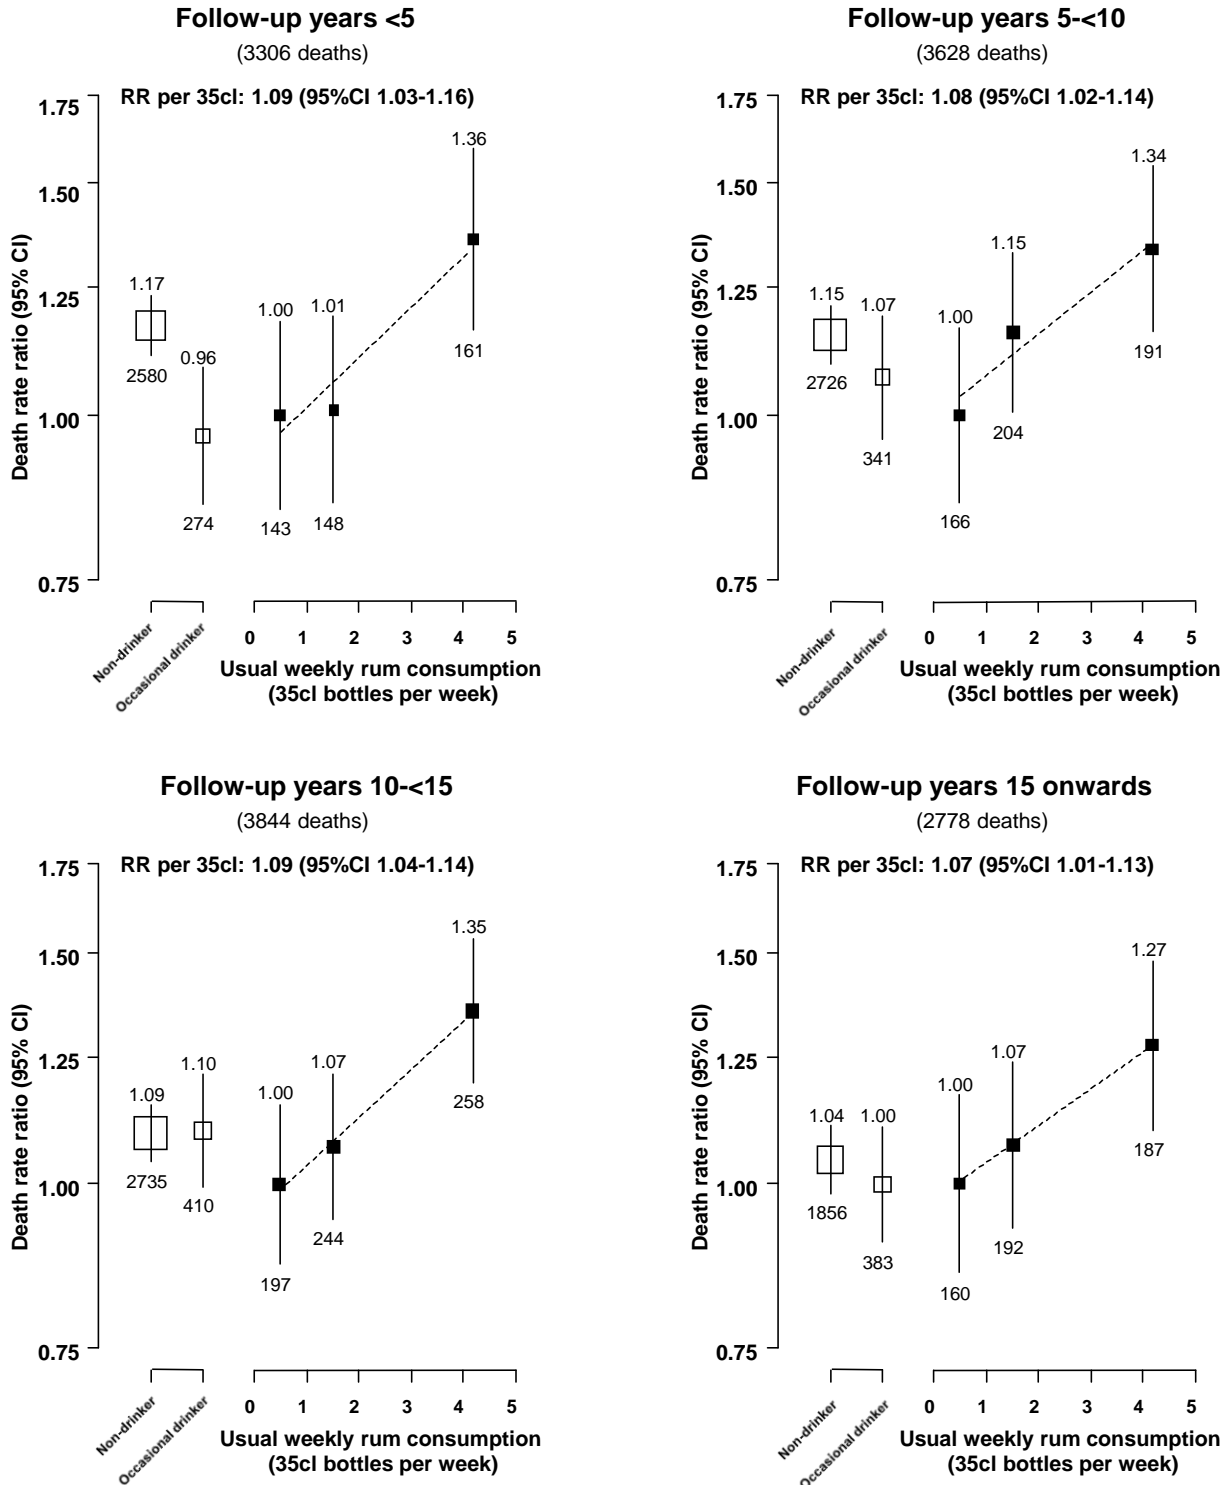 Follow-up years <5
(3306 deaths)
RR per 35cl: 1.09 (95%CI 1.03-1.16)
Death rate ratio (95% CI)
1.75
1.50
1.25
1.00
0.75
1.17
2580
0.96
274
1.00
143
1.01
148
1.36
161
Non-drinker
Occasional drinker
0 1 2 3 4 5
Usual weekly rum consumption
(35cl bottles per week)
Follow-up years 5-<10
(3628 deaths)
RR per 35cl: 1.08 (95%CI 1.02-1.14)
Death rate ratio (95% CI)
1.75
1.50
1.25
1.00
0.75
1.15
2726
1.07
341
1.00
166
1.15
204
1.34
191
Non-drinker
Occasional drinker
0 1 2 3 4 5
Usual weekly rum consumption
(35cl bottles per week)
Follow-up years 10-<15
(3844 deaths)
RR per 35cl: 1.09 (95%CI 1.04-1.14)
Death rate ratio (95% CI)
1.75
1.50
1.25
1.00
0.75
1.09
2735
1.10
410
1.00
197
1.07
244
1.35
258
Non-drinker
Occasional drinker
0 1 2 3 4 5
Usual weekly rum consumption
(35cl bottles per week)
Follow-up years 15 onwards
(2778 deaths)
RR per 35cl: 1.07 (95%CI 1.01-1.13)
Death rate ratio (95% CI)
1.75
1.50
1.25
1.00
0.75
1.04
1856
1.00
383
1.00
160
1.07
192
1.27
187
Non-drinker
Occasional drinker
0 1 2 3 4 5
Usual weekly rum consumption
(35cl bottles per week)